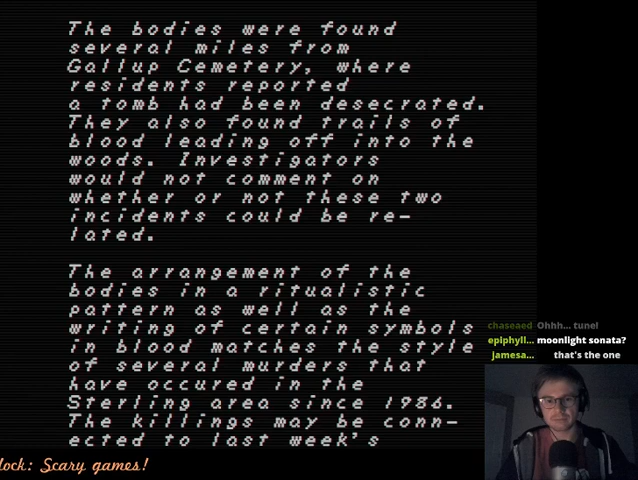 The bodies were found
several miles from
Gallup Cemetery, where
residents reported
a tomb had been desecrated.
They also found trails of
blood leading off into the
woods. Investigators
would not comment on
whether or not these two
incidents could be re-
lated.
The arrangement of the
bodies in a ritualistic
pattern as well as the
writing of certain symbols
in blood matches the style
of several murders that
have occured in the
Sterling area since 1986.
The killings may be conn-
ected to last week's
chaseaed Ohhh... tune!
epiphyll... moonlight sonata?
jamesa... that's the one
lock: Scary games!